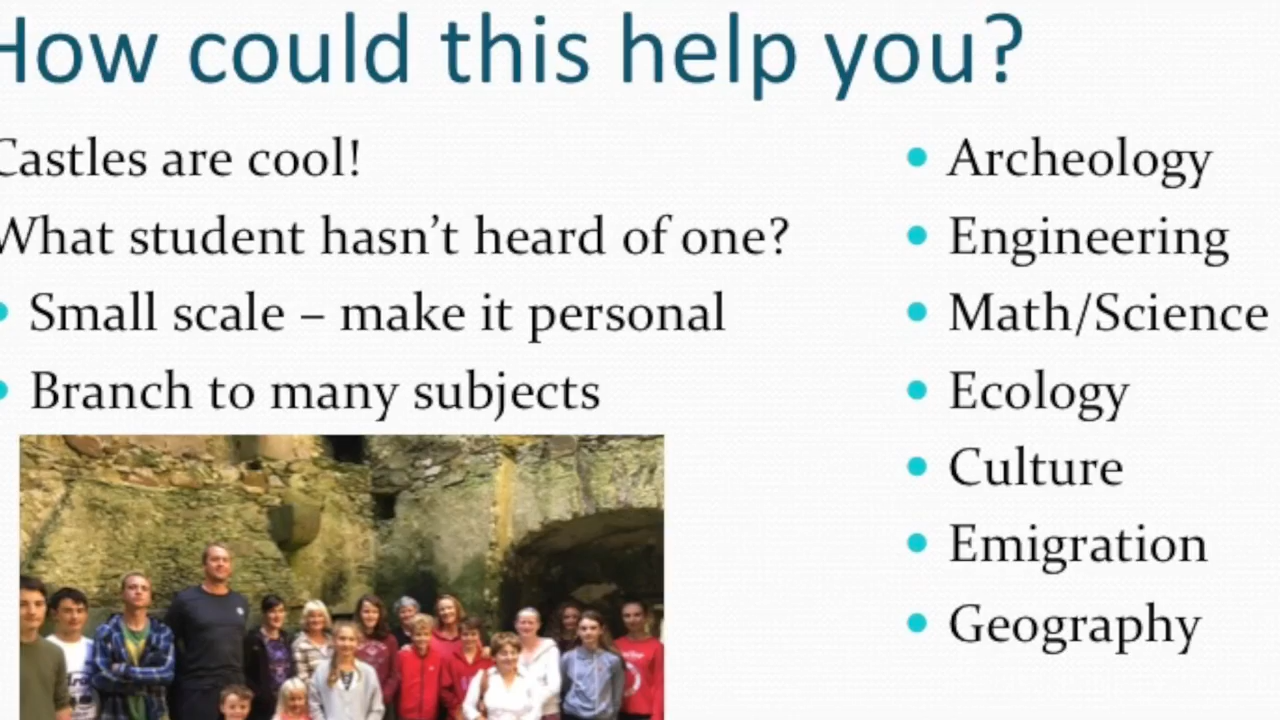 How could this help you?
Castles are cool!
What student hasn't heard of one?
• Small scale – make it personal
• Branch to many subjects
• Archeology
• Engineering
• Math/Science
• Ecology
• Culture
• Emigration
• Geography